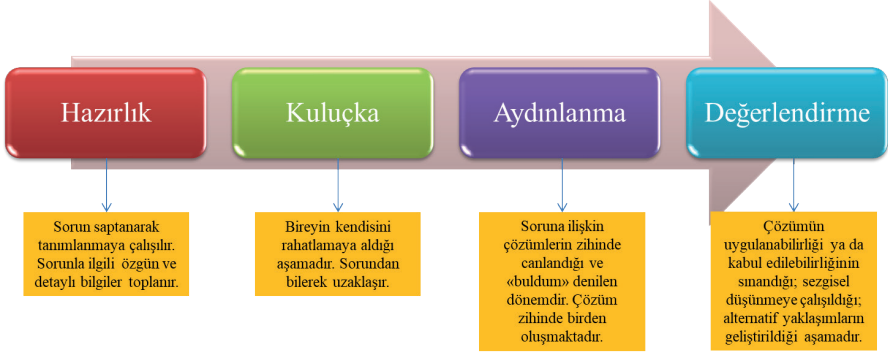 Hazırlık
Kuluçka
Aydınlanma
Değerlendirme
Sorun saptanarak
tanımlanmaya çalışılır.
Sorunla ilgili özgün ve
detaylı bilgiler toplanır.
Bireyin kendisini
rahatlamaya aldığı
aşamadır. Sorundan
bilerek uzaklaşır.
Soruna ilişkin
çözümlerin zihinde
canlandığı ve
«buldum» denilen
dönemdir. Çözüm
zihinde birden
oluşmaktadır.
Çözümün
uygulanabilirliği ya da
kabul edilebilirliğinin
sınandığı; sezgisel
düşünmeye çalışıldığı;
alternatif yaklaşımların
geliştirildiği aşamadır.